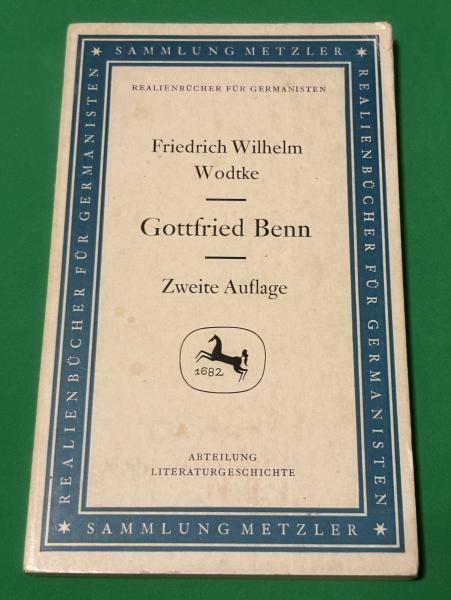 SAMMLUNG METZLER
REALIENBÜCHER FÜR GERMANISTEN
REALIENBÜCHER FÜR GERMANISTEN
REALIENBÜCHER FÜR GERMANISTEN
Friedrich Wilhelm
Wodtke
Gottfried Benn
Zweite Auflage
1682
ABTEILUNG
LITERATURGESCHICHTE
SAMMLUNG METZLER